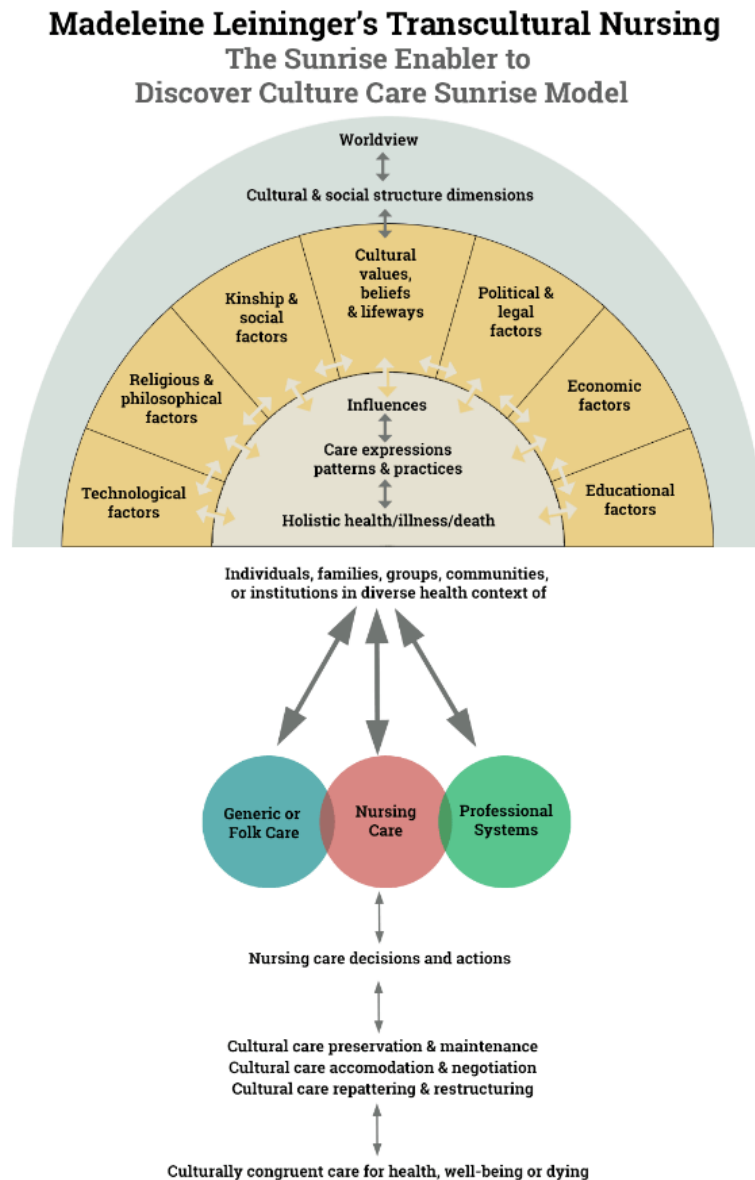 Madeleine Leininger's Transcultural Nursing
The Sunrise Enabler to
Discover Culture Care Sunrise Model
Worldview
Cultural & social structure dimensions
Cultural
values,
beliefs
& lifeways
Kinship &
social
factors
Political &
legal
factors
Religious &
philosophical
factors
Economic
factors
Technological
factors
Educational
factors
Influences
Care expressions
patterns & practices
Holistic health/illness/death
Individuals, families, groups, communities,
or institutions in diverse health context of
Generic or
Folk Care
Nursing
Care
Professional
Systems
Nursing care decisions and actions
Cultural care preservation & maintenance
Cultural care accomodation & negotiation
Cultural care repattering & restructuring
Culturally congruent care for health, well-being or dying